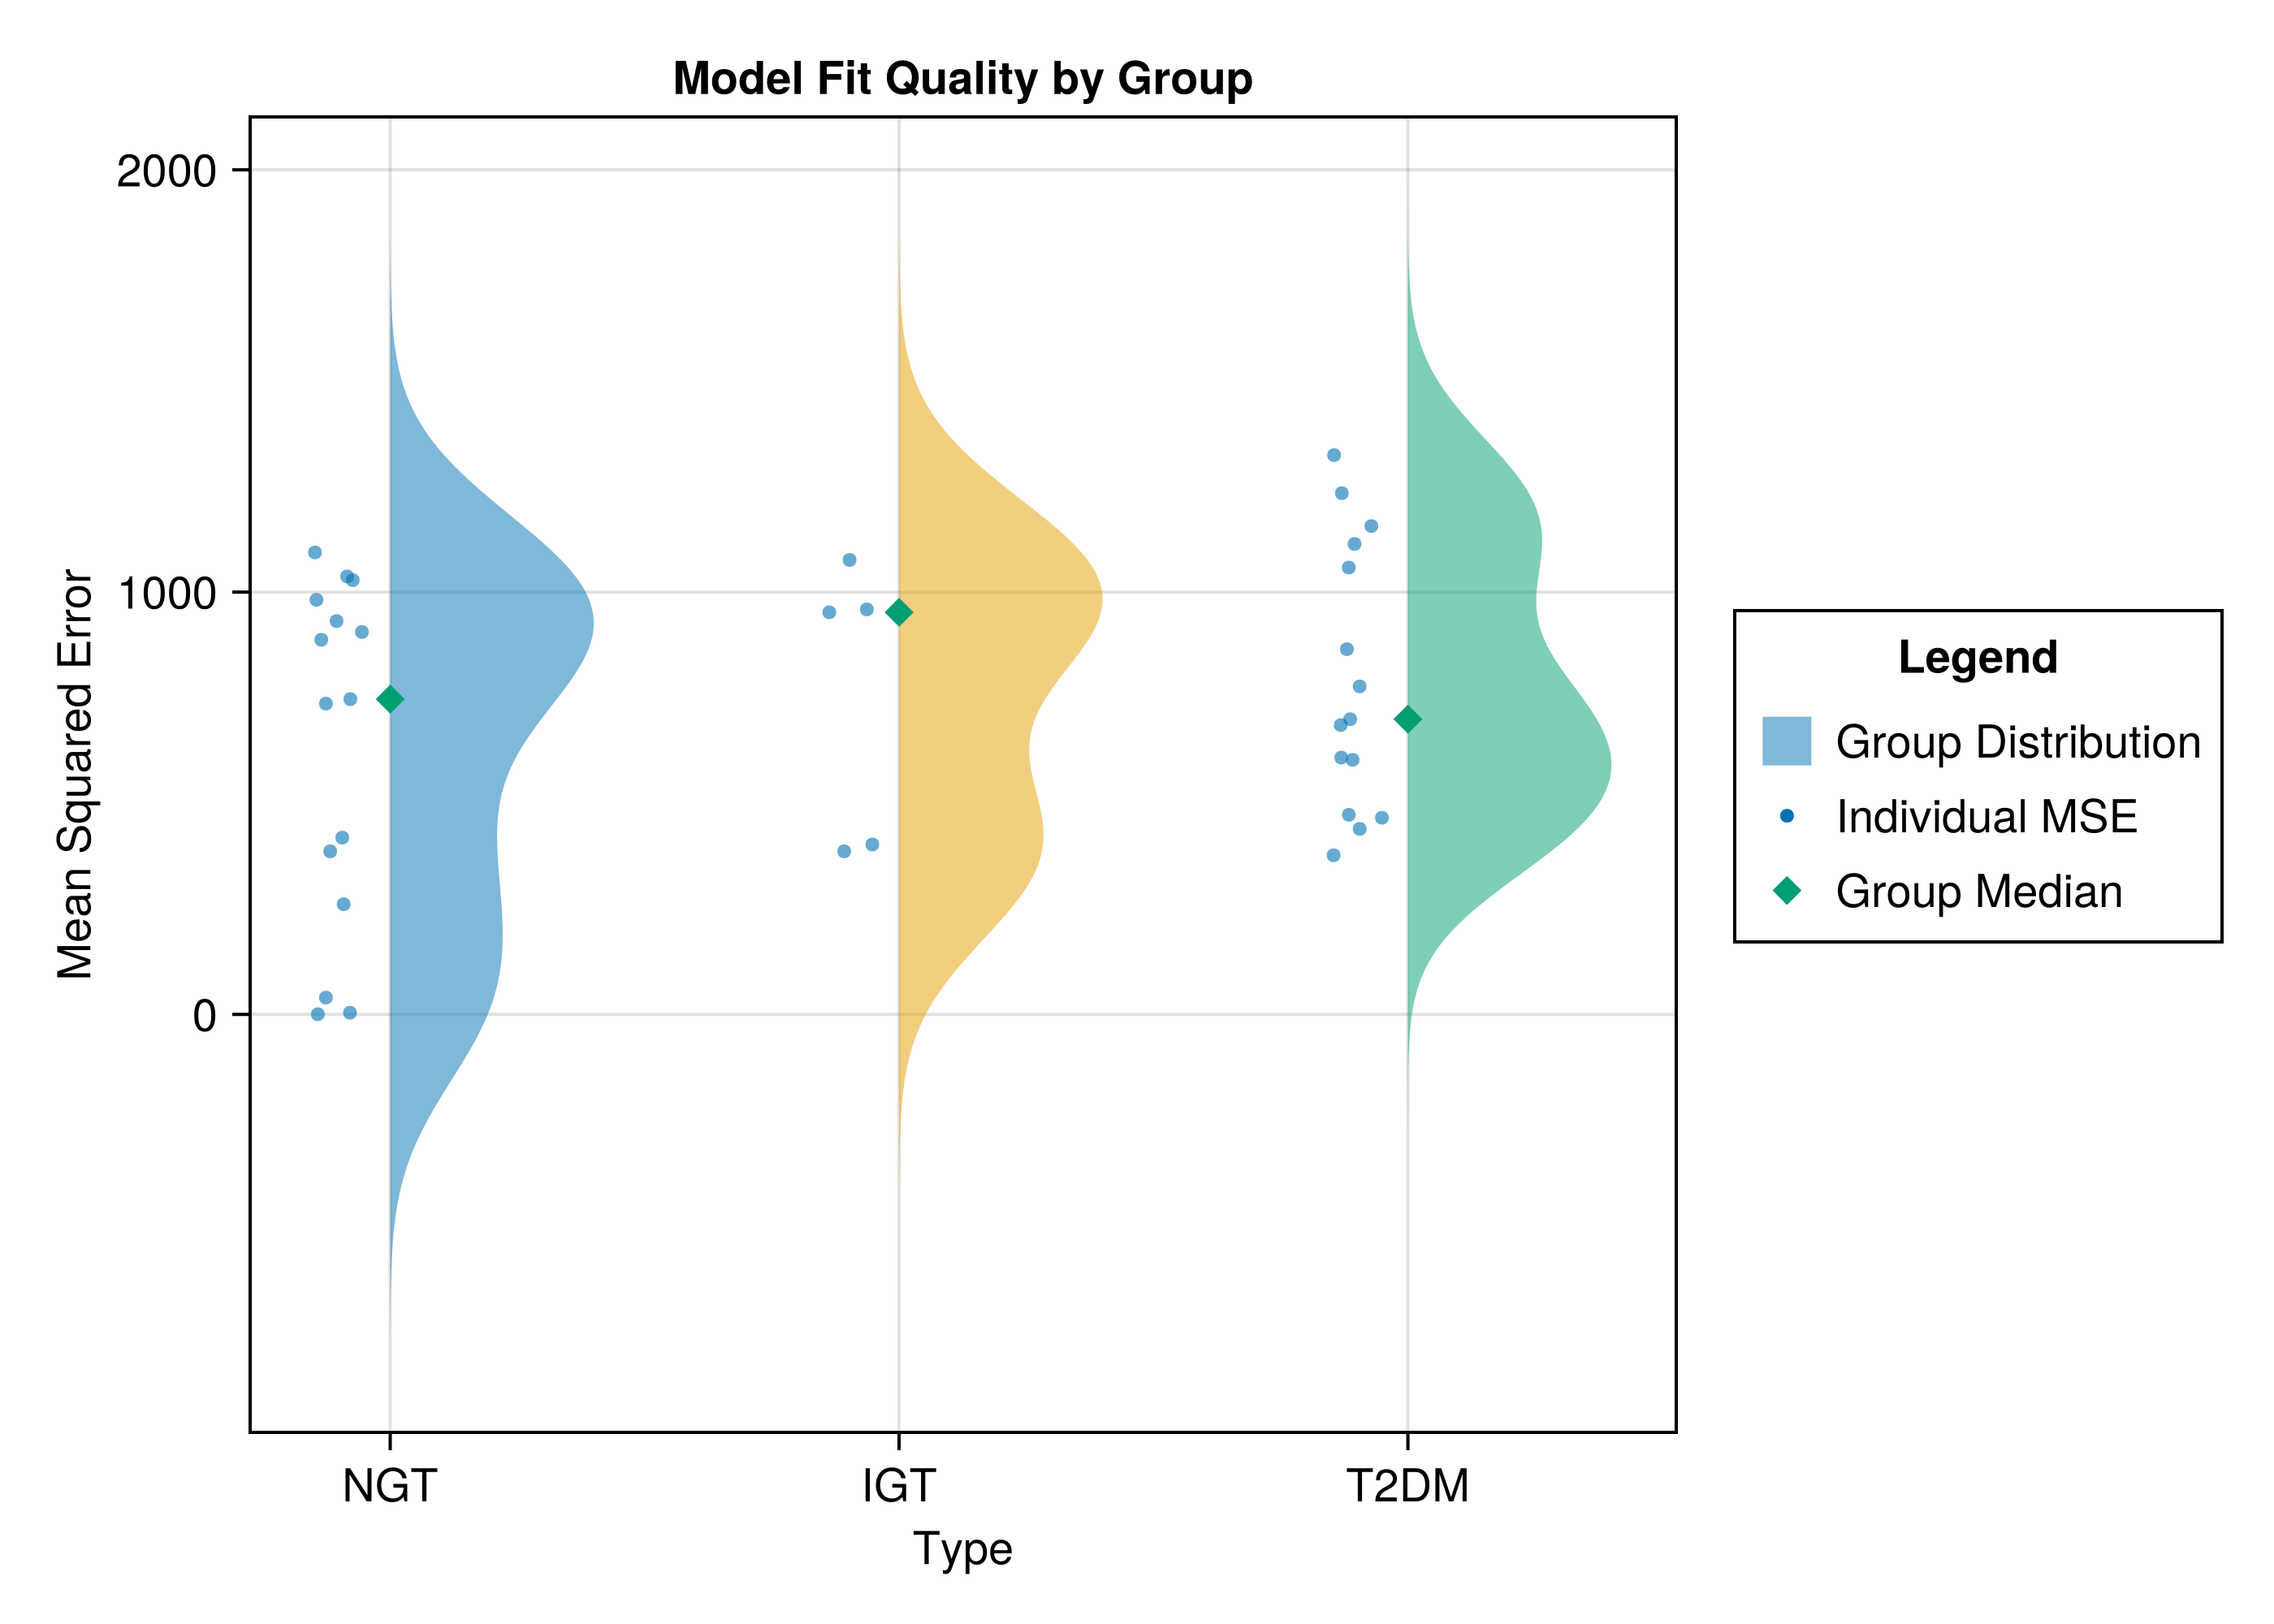 Model Fit Quality by Group
2000
1000
0
Mean Squared Error
NGT
IGT
T2DM
Type
Legend
Group Distribution
Individual MSE
Group Median